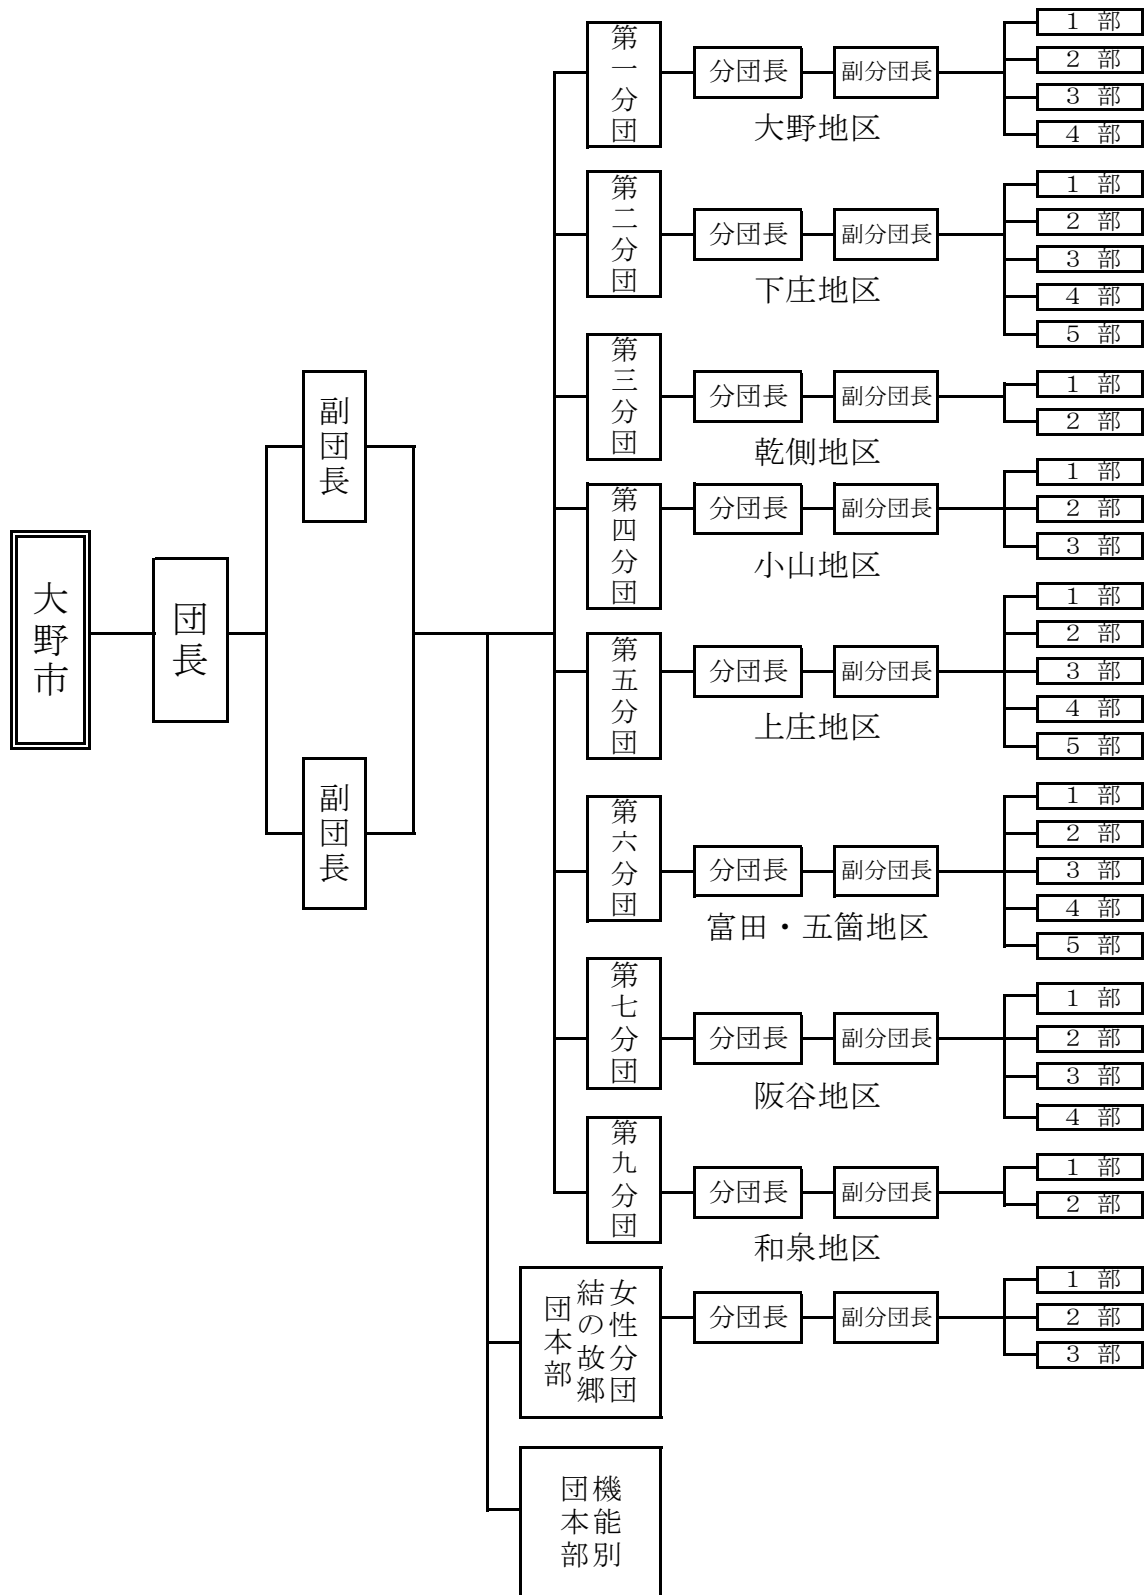 大野市
団長
副団長
副団長
第一分団
分団長
副分団長
大野地区
１部
２部
３部
４部
第二分団
分団長
副分団長
下庄地区
１部
２部
３部
４部
５部
第三分団
分団長
副分団長
乾側地区
１部
２部
第四分団
分団長
副分団長
小山地区
１部
２部
３部
第五分団
分団長
副分団長
上庄地区
１部
２部
３部
４部
５部
第六分団
分団長
副分団長
富田・五箇地区
１部
２部
３部
４部
５部
第七分団
分団長
副分団長
阪谷地区
１部
２部
３部
４部
第九分団
分団長
副分団長
和泉地区
１部
２部
女性分団
結の故郷
団本部
分団長
副分団長
１部
２部
３部
機能別
団本部